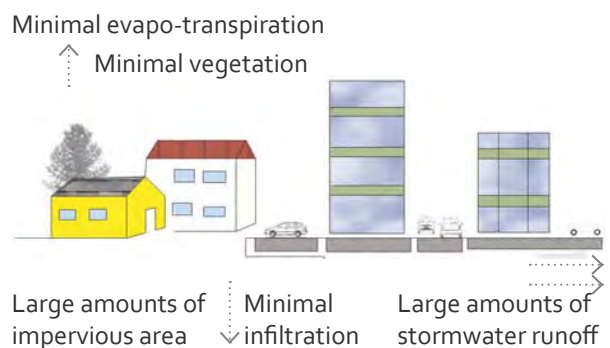 Minimal evapo-transpiration
Minimal vegetation
Large amounts of
impervious area
Minimal
infiltration
Large amounts of
stormwater runoff